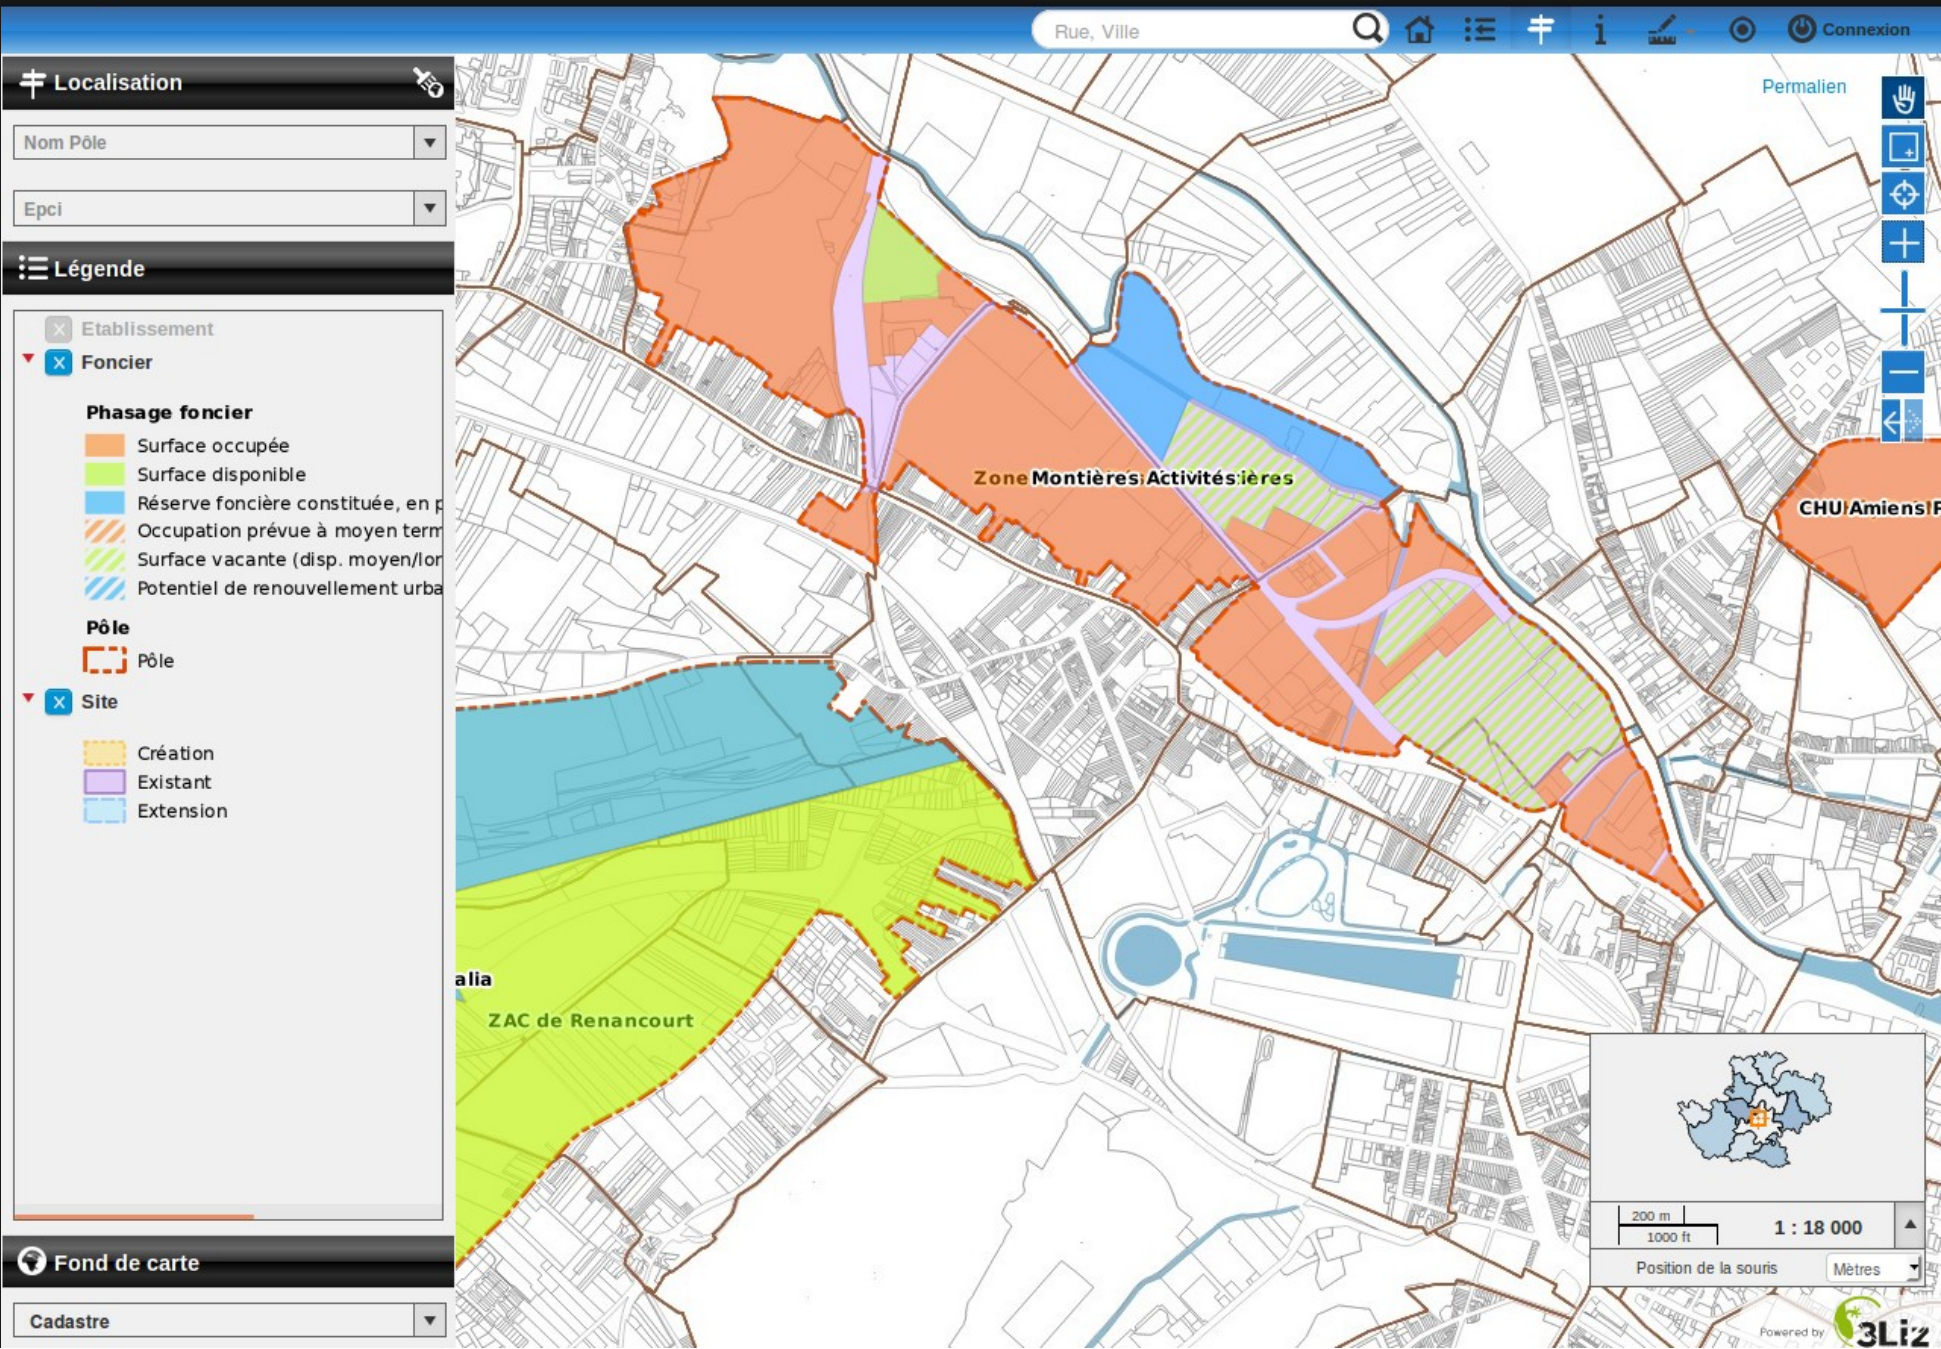 Rue, Ville
Connexion
Localisation
Nom Pôle
Epci
Légende
Etablissement
Foncier
Phasage foncier
Surface occupée
Surface disponible
Réserve foncière constituée, en p
Occupation prévue à moyen term
Surface vacante (disp. moyen/lor
Potentiel de renouvellement urba
Pôle
Pôle
Site
Création
Existant
Extension
Fond de carte
Cadastre
Permalien
Zone Montières Activités ières
CHU Amiens
alia
ZAC de Renancourt
200 m
1000 ft
1 : 18 000
Position de la souris
Mètres
Powered by
3Liz